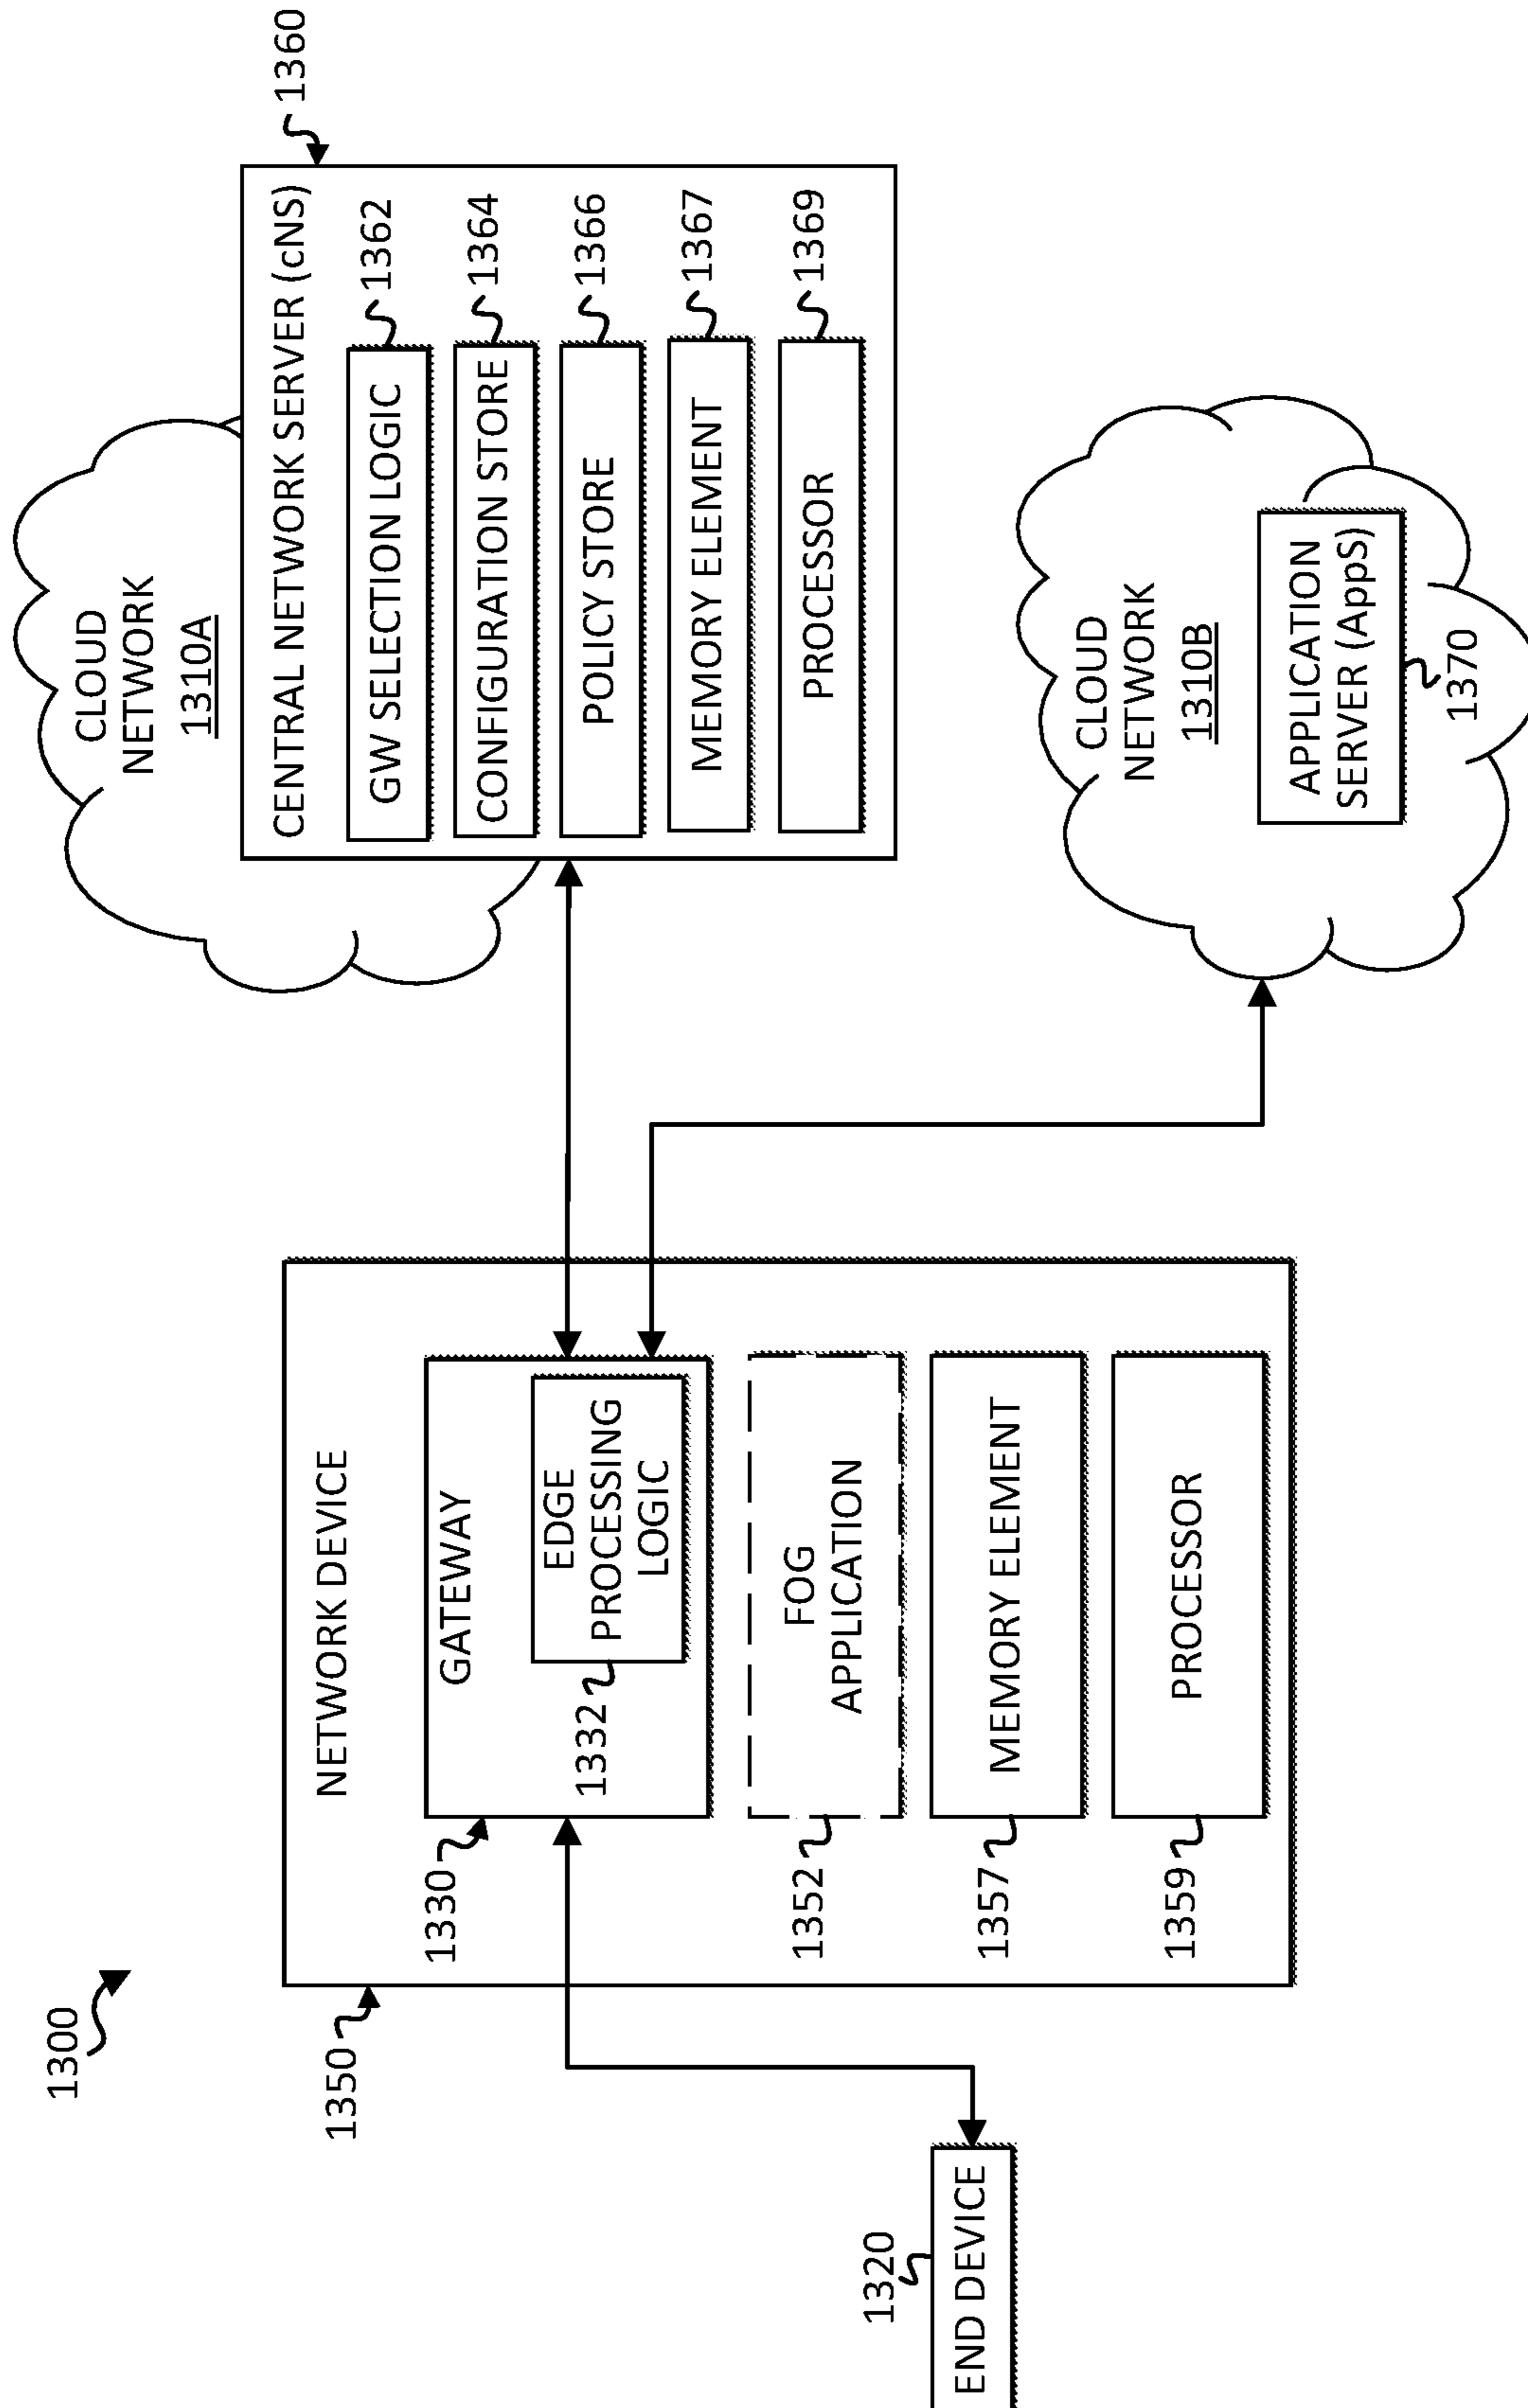 1300
CLOUD
NETWORK
1310A
CENTRAL NETWORK SERVER (cNS)
1360
GW SELECTION LOGIC
1362
CONFIGURATION STORE
1364
POLICY STORE
1366
MEMORY ELEMENT
1367
PROCESSOR
1369
1350
NETWORK DEVICE
1330
GATEWAY
EDGE
PROCESSING
LOGIC
1332
FOG
APPLICATION
1352
MEMORY ELEMENT
1357
PROCESSOR
1359
1320
END DEVICE
CLOUD
NETWORK
1310B
APPLICATION
SERVER (AppS)
1370